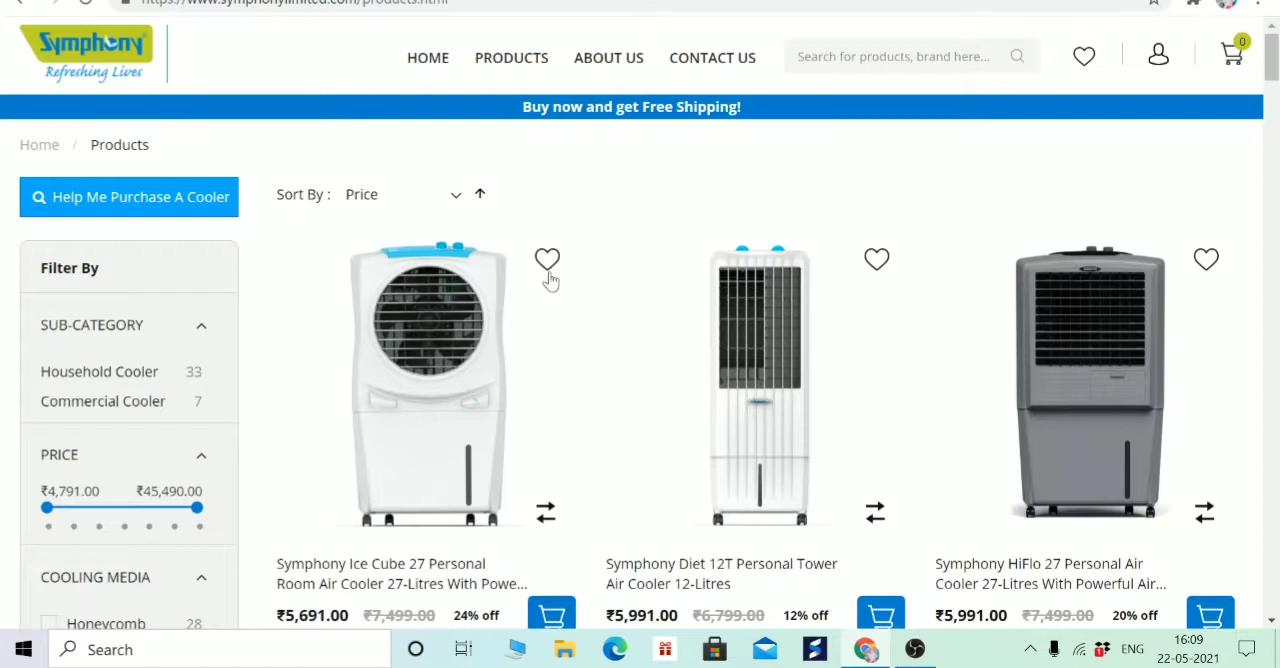 https://www.symphonylimited.com/products.html
Symphony
Refreshing Lives
HOME PRODUCTS ABOUT US CONTACT US
Search for products, brand here...
0
Buy now and get Free Shipping!
Home / Products
Help Me Purchase A Cooler
Sort By : Price
Filter By
SUB-CATEGORY
Household Cooler 33
Commercial Cooler 7
PRICE
₹4,791.00 ₹45,490.00
COOLING MEDIA
Honeycomb 28
Symphony Ice Cube 27 Personal
Room Air Cooler 27-Litres With Powe...
₹5,691.00 ₹7,499.00 24% off
Symphony Diet 12T Personal Tower
Air Cooler 12-Litres
₹5,991.00 ₹6,799.00 12% off
Symphony HiFlo 27 Personal Air
Cooler 27-Litres With Powerful Air...
₹5,991.00 ₹7,499.00 20% off
Search
ENG
16:09
22-05-2021